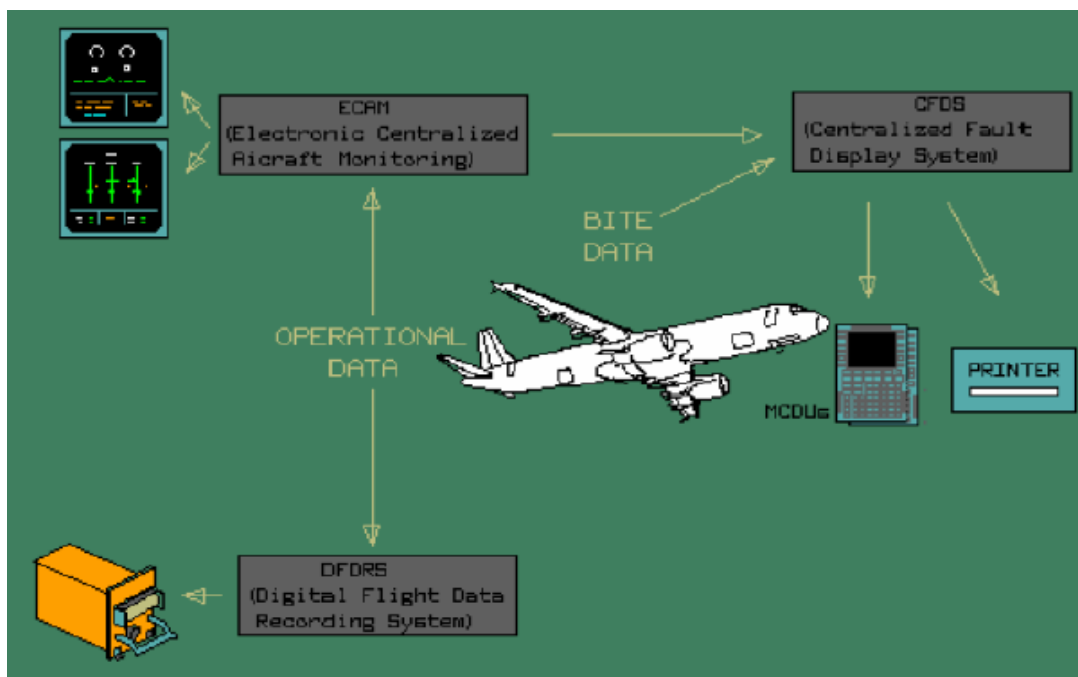 ECAM
(Electronic Centralized
Aicraft Monitoring)
CFDS
(Centralized Fault
Display System)
BITE
DATA
OPERATIONAL
DATA
PRINTER
MCDUs
DFDRS
(Digital Flight Data
Recording System)